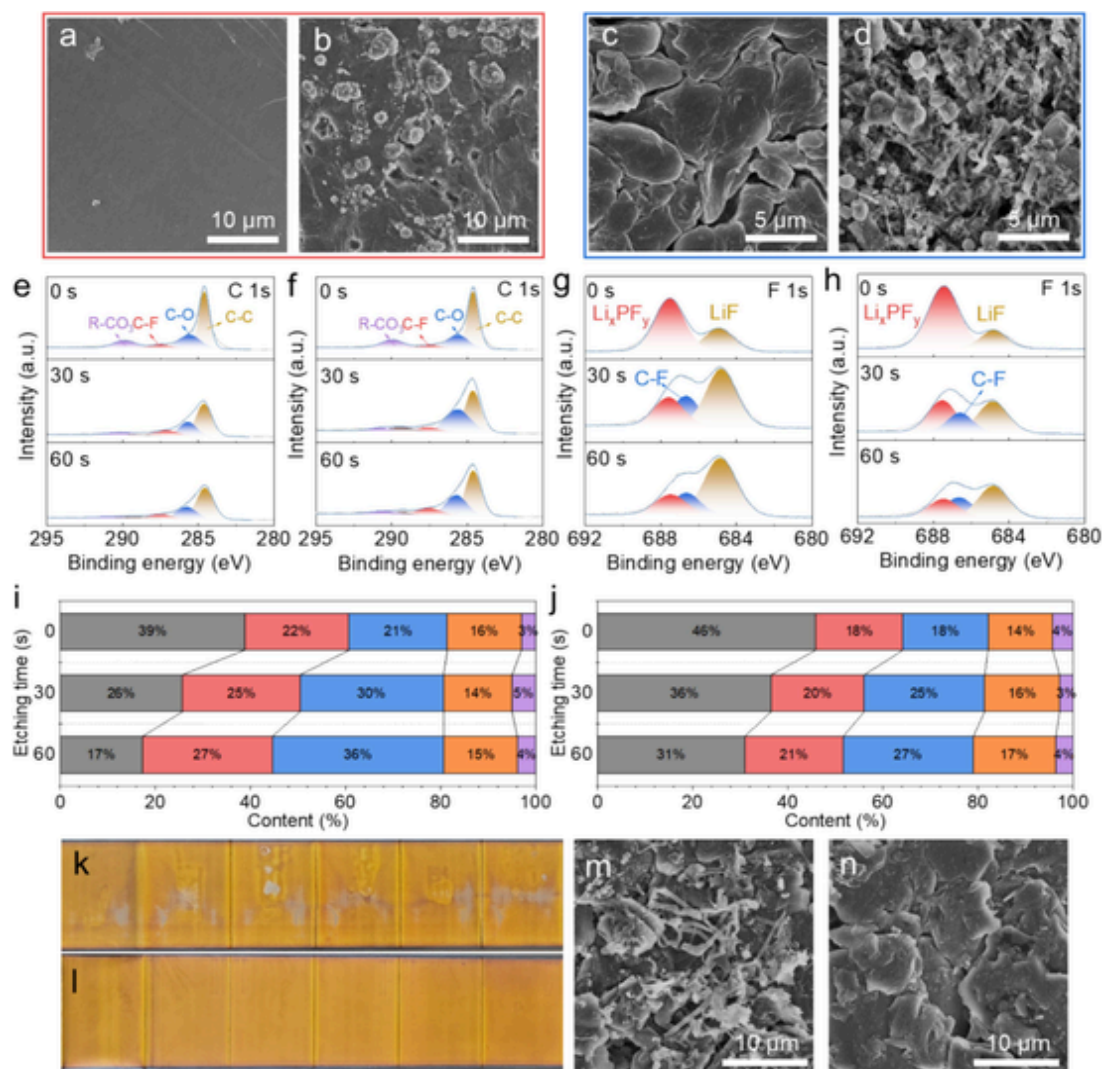 a
10 μm
b
10 μm
c
5 μm
d
5 μm
e
0 s
C 1s
R-CO₃
C-F
C-O
C-C
30 s
60 s
Intensity (a.u.)
295 290 285 280
Binding energy (eV)
f
0 s
C 1s
R-CO₃
C-F
C-O
C-C
30 s
60 s
Intensity (a.u.)
295 290 285 280
Binding energy (eV)
g
0 s
F 1s
LiₓPFᵧ
LiF
30 s
C-F
60 s
Intensity (a.u.)
692 688 684 680
Binding energy (eV)
h
0 s
F 1s
LiₓPFᵧ
LiF
30 s
C-F
60 s
Intensity (a.u.)
692 688 684 680
Binding energy (eV)
i
Etching time (s)
0 39% 22% 21% 16% 3%
30 26% 25% 30% 14% 5%
60 17% 27% 36% 15% 4%
0 20 40 60 80 100
Content (%)
j
Etching time (s)
0 46% 18% 18% 14% 4%
30 36% 20% 25% 16% 3%
60 31% 21% 27% 17% 4%
0 20 40 60 80 100
Content (%)
k
l
m
10 μm
n
10 μm